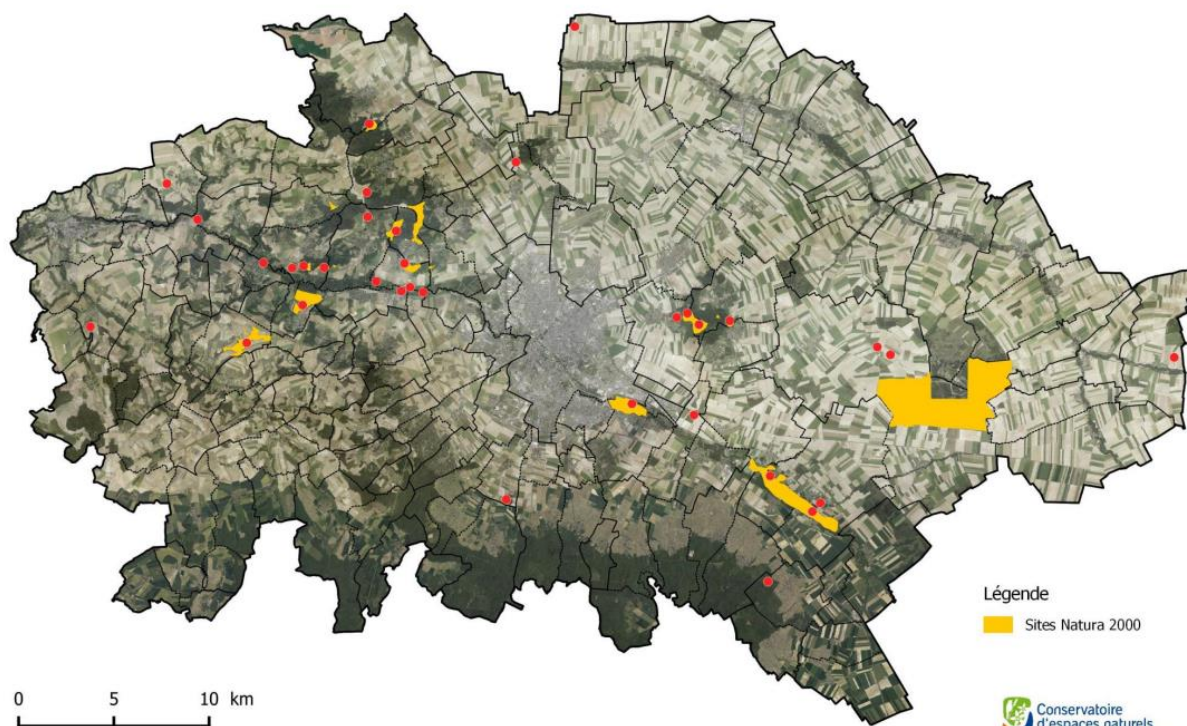 Légende
Sites Natura 2000
0 5 10 km
Conservatoire
d'espaces naturels